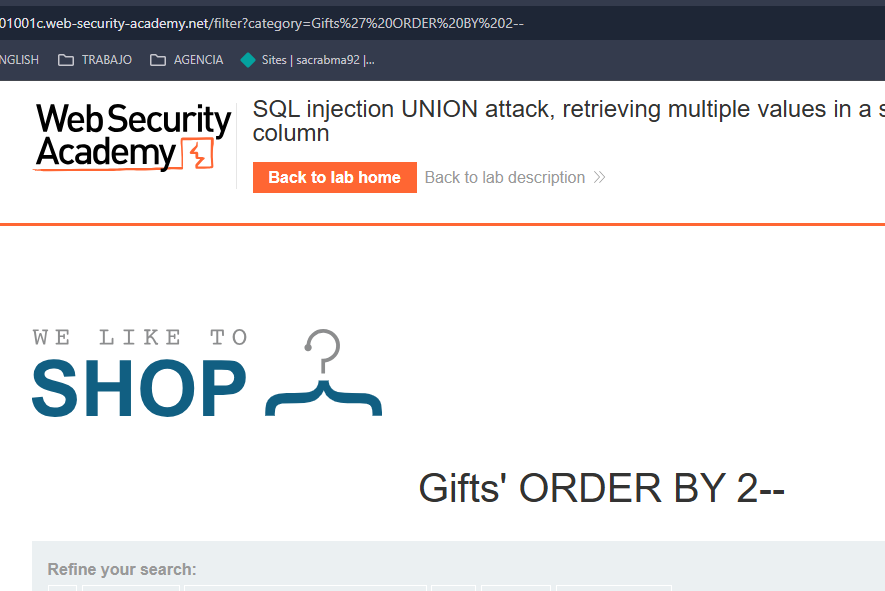 01001c.web-security-academy.net/filter?category=Gifts%27%20ORDER%20BY%202--
NGLISH TRABAJO AGENCIA Sites | sacrabma92 |...
Web Security
Academy
SQL injection UNION attack, retrieving multiple values in a s
column
Back to lab home Back to lab description
WE LIKE TO
SHOP
Gifts' ORDER BY 2--
Refine your search: